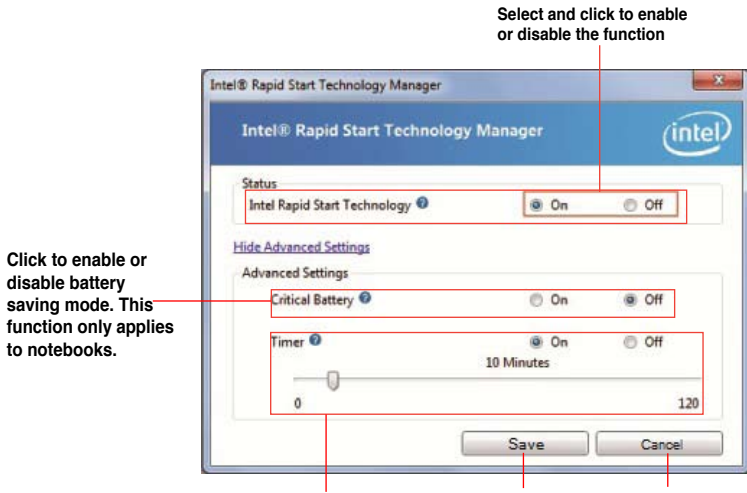 Select and click to enable
or disable the function
Intel® Rapid Start Technology Manager
Intel® Rapid Start Technology Manager
(intel)
Status
Intel Rapid Start Technology ? On Off
Hide Advanced Settings
Advanced Settings
Critical Battery ? On Off
Click to enable or
disable battery
saving mode. This
function only applies
to notebooks.
Timer ? On Off
10 Minutes
0 120
Save Cancel